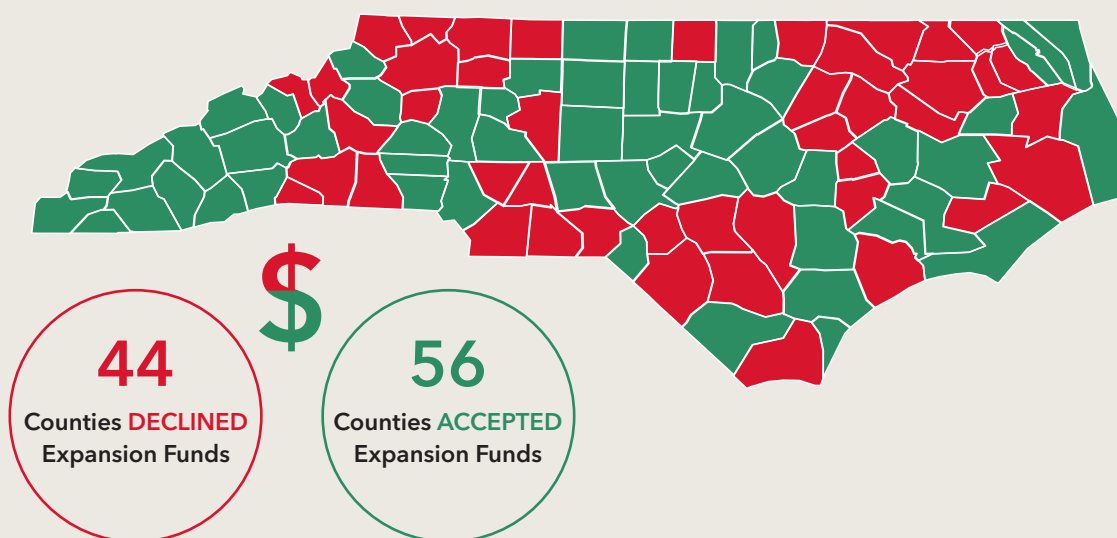 $
44
Counties DECLINED
Expansion Funds
56
Counties ACCEPTED
Expansion Funds